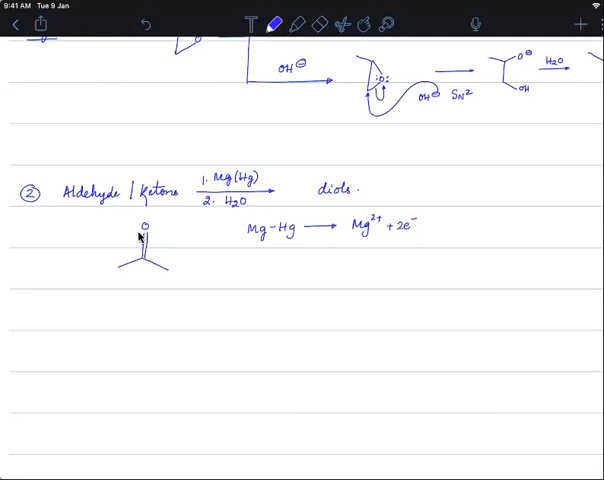 9:41 AM Tue 9 Jan
OH⊖
:O:
OH⊖
SN2
O⊖
OH
H2O
② Aldehyde / Ketons 1. Mg(Hg) 2. H2O diols.
O
Mg-Hg → Mg2+ + 2e-